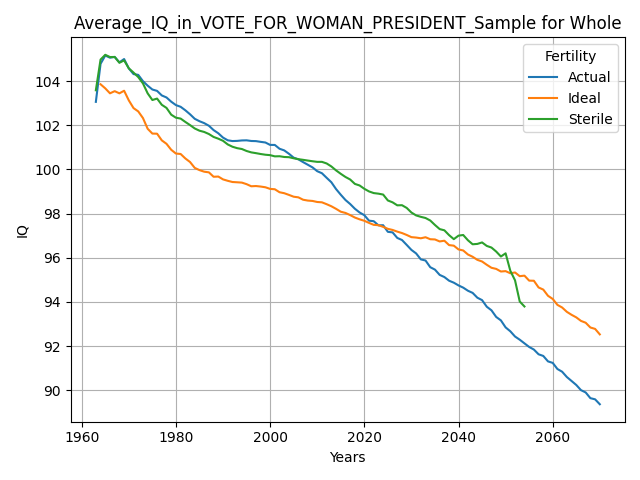 Average_IQ_in_VOTE_FOR_WOMAN_PRESIDENT_Sample for Whole
Fertility
Actual
Ideal
Sterile
IQ
104
102
100
98
96
94
92
90
1960
1980
2000
2020
2040
2060
Years